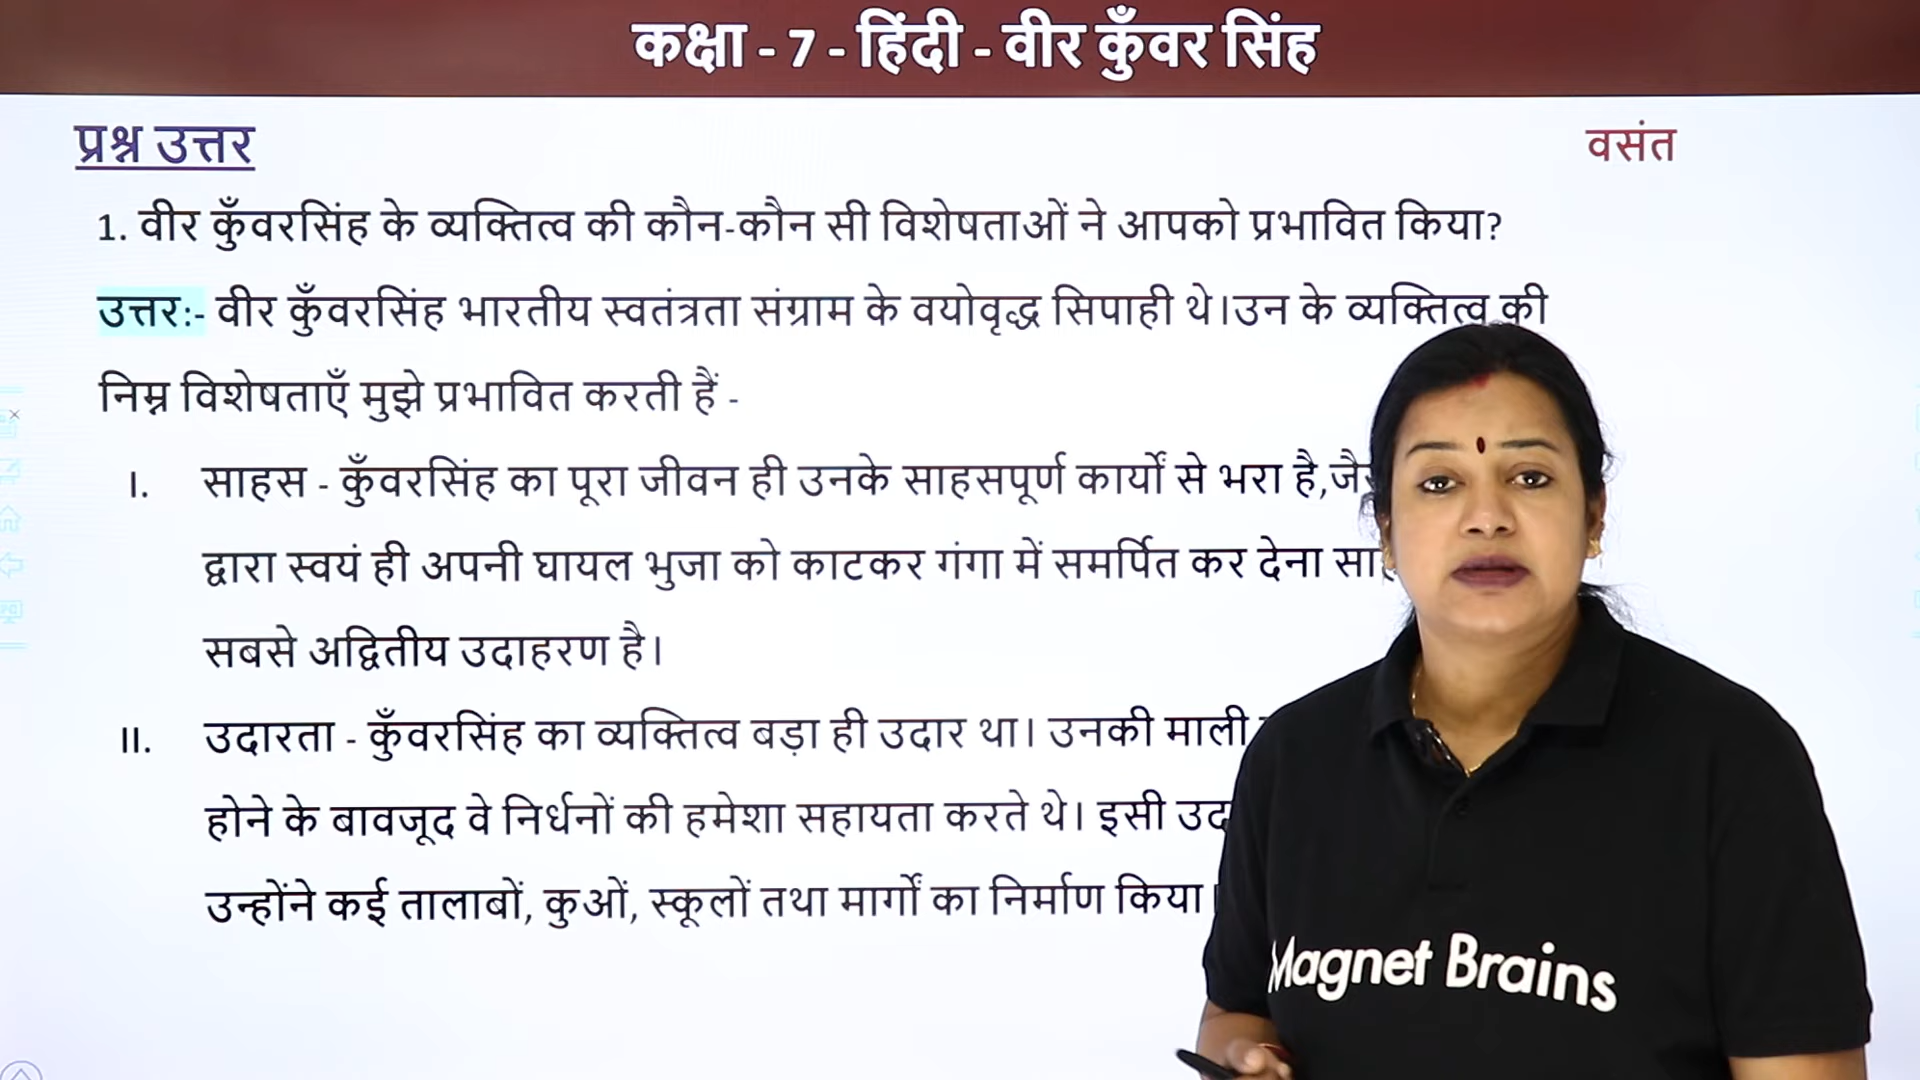 कक्षा - 7 - हिंदी - वीर कुँवर सिंह
प्रश्न उत्तर
वसंत
1. वीर कुँवरसिंह के व्यक्तित्व की कौन-कौन सी विशेषताओं ने आपको प्रभावित किया?
उत्तर:- वीर कुँवरसिंह भारतीय स्वतंत्रता संग्राम के वयोवृद्ध सिपाही थे।उन के व्यक्तित्व की
निम्न विशेषताएँ मुझे प्रभावित करती हैं -
I. साहस - कुँवरसिंह का पूरा जीवन ही उनके साहसपूर्ण कार्यों से भरा है,
द्वारा स्वयं ही अपनी घायल भुजा को काटकर गंगा में समर्पित कर देना
सबसे अद्वितीय उदाहरण है।
II. उदारता - कुँवरसिंह का व्यक्तित्व बड़ा ही उदार था। उनकी माली
होने के बावजूद वे निर्धनों की हमेशा सहायता करते थे। इसी
उन्होंने कई तालाबों, कुओं, स्कूलों तथा मार्गों का निर्माण किया।
Magnet Brains